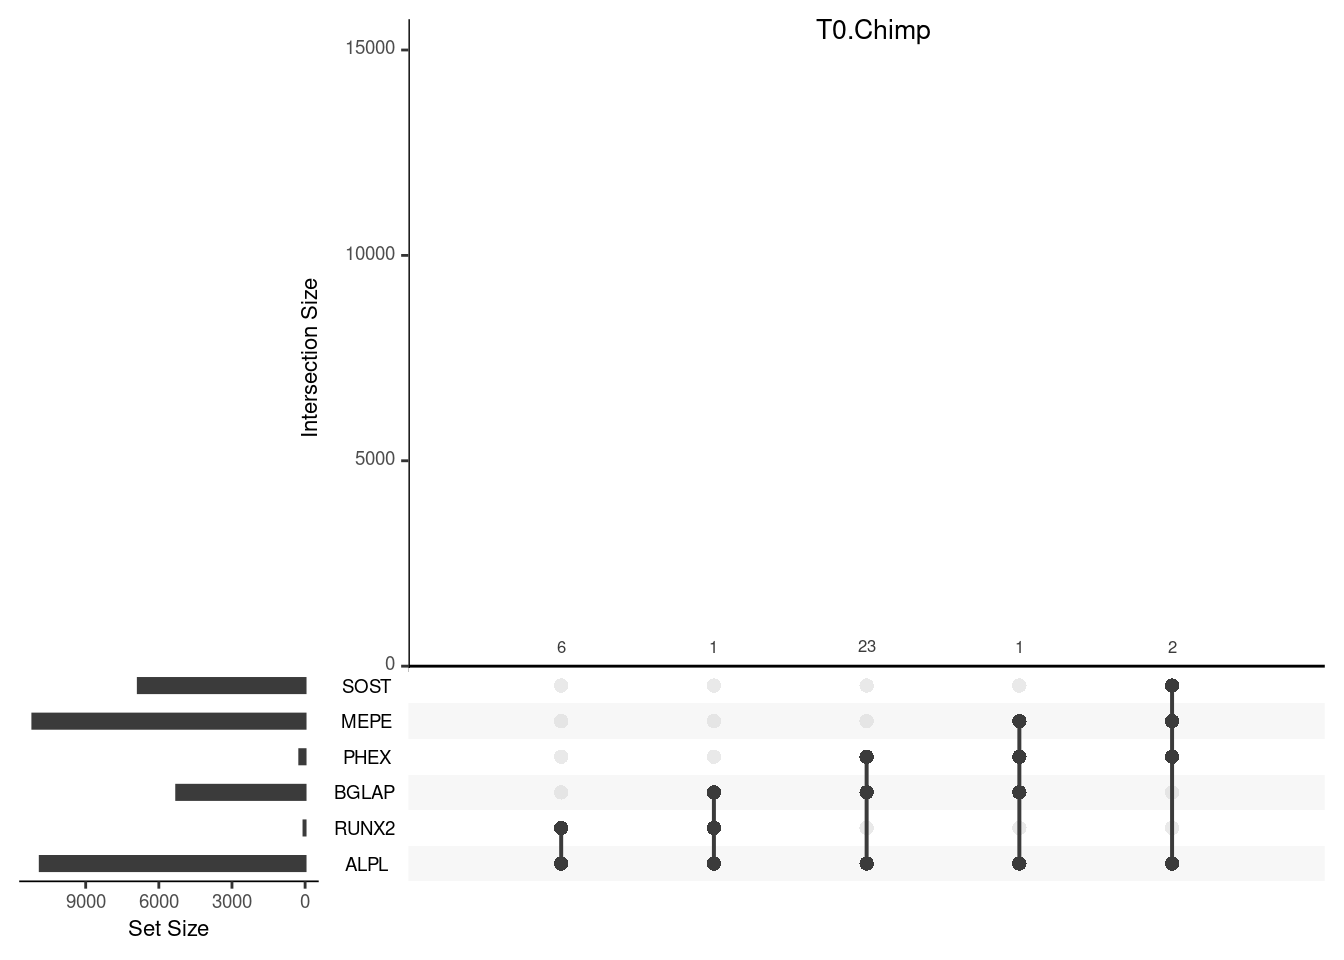 T0.Chimp
15000
10000
5000
0
Intersection Size
6 1 23 1 2
SOST
MEPE
PHEX
BGLAP
RUNX2
ALPL
9000 6000 3000 0
Set Size